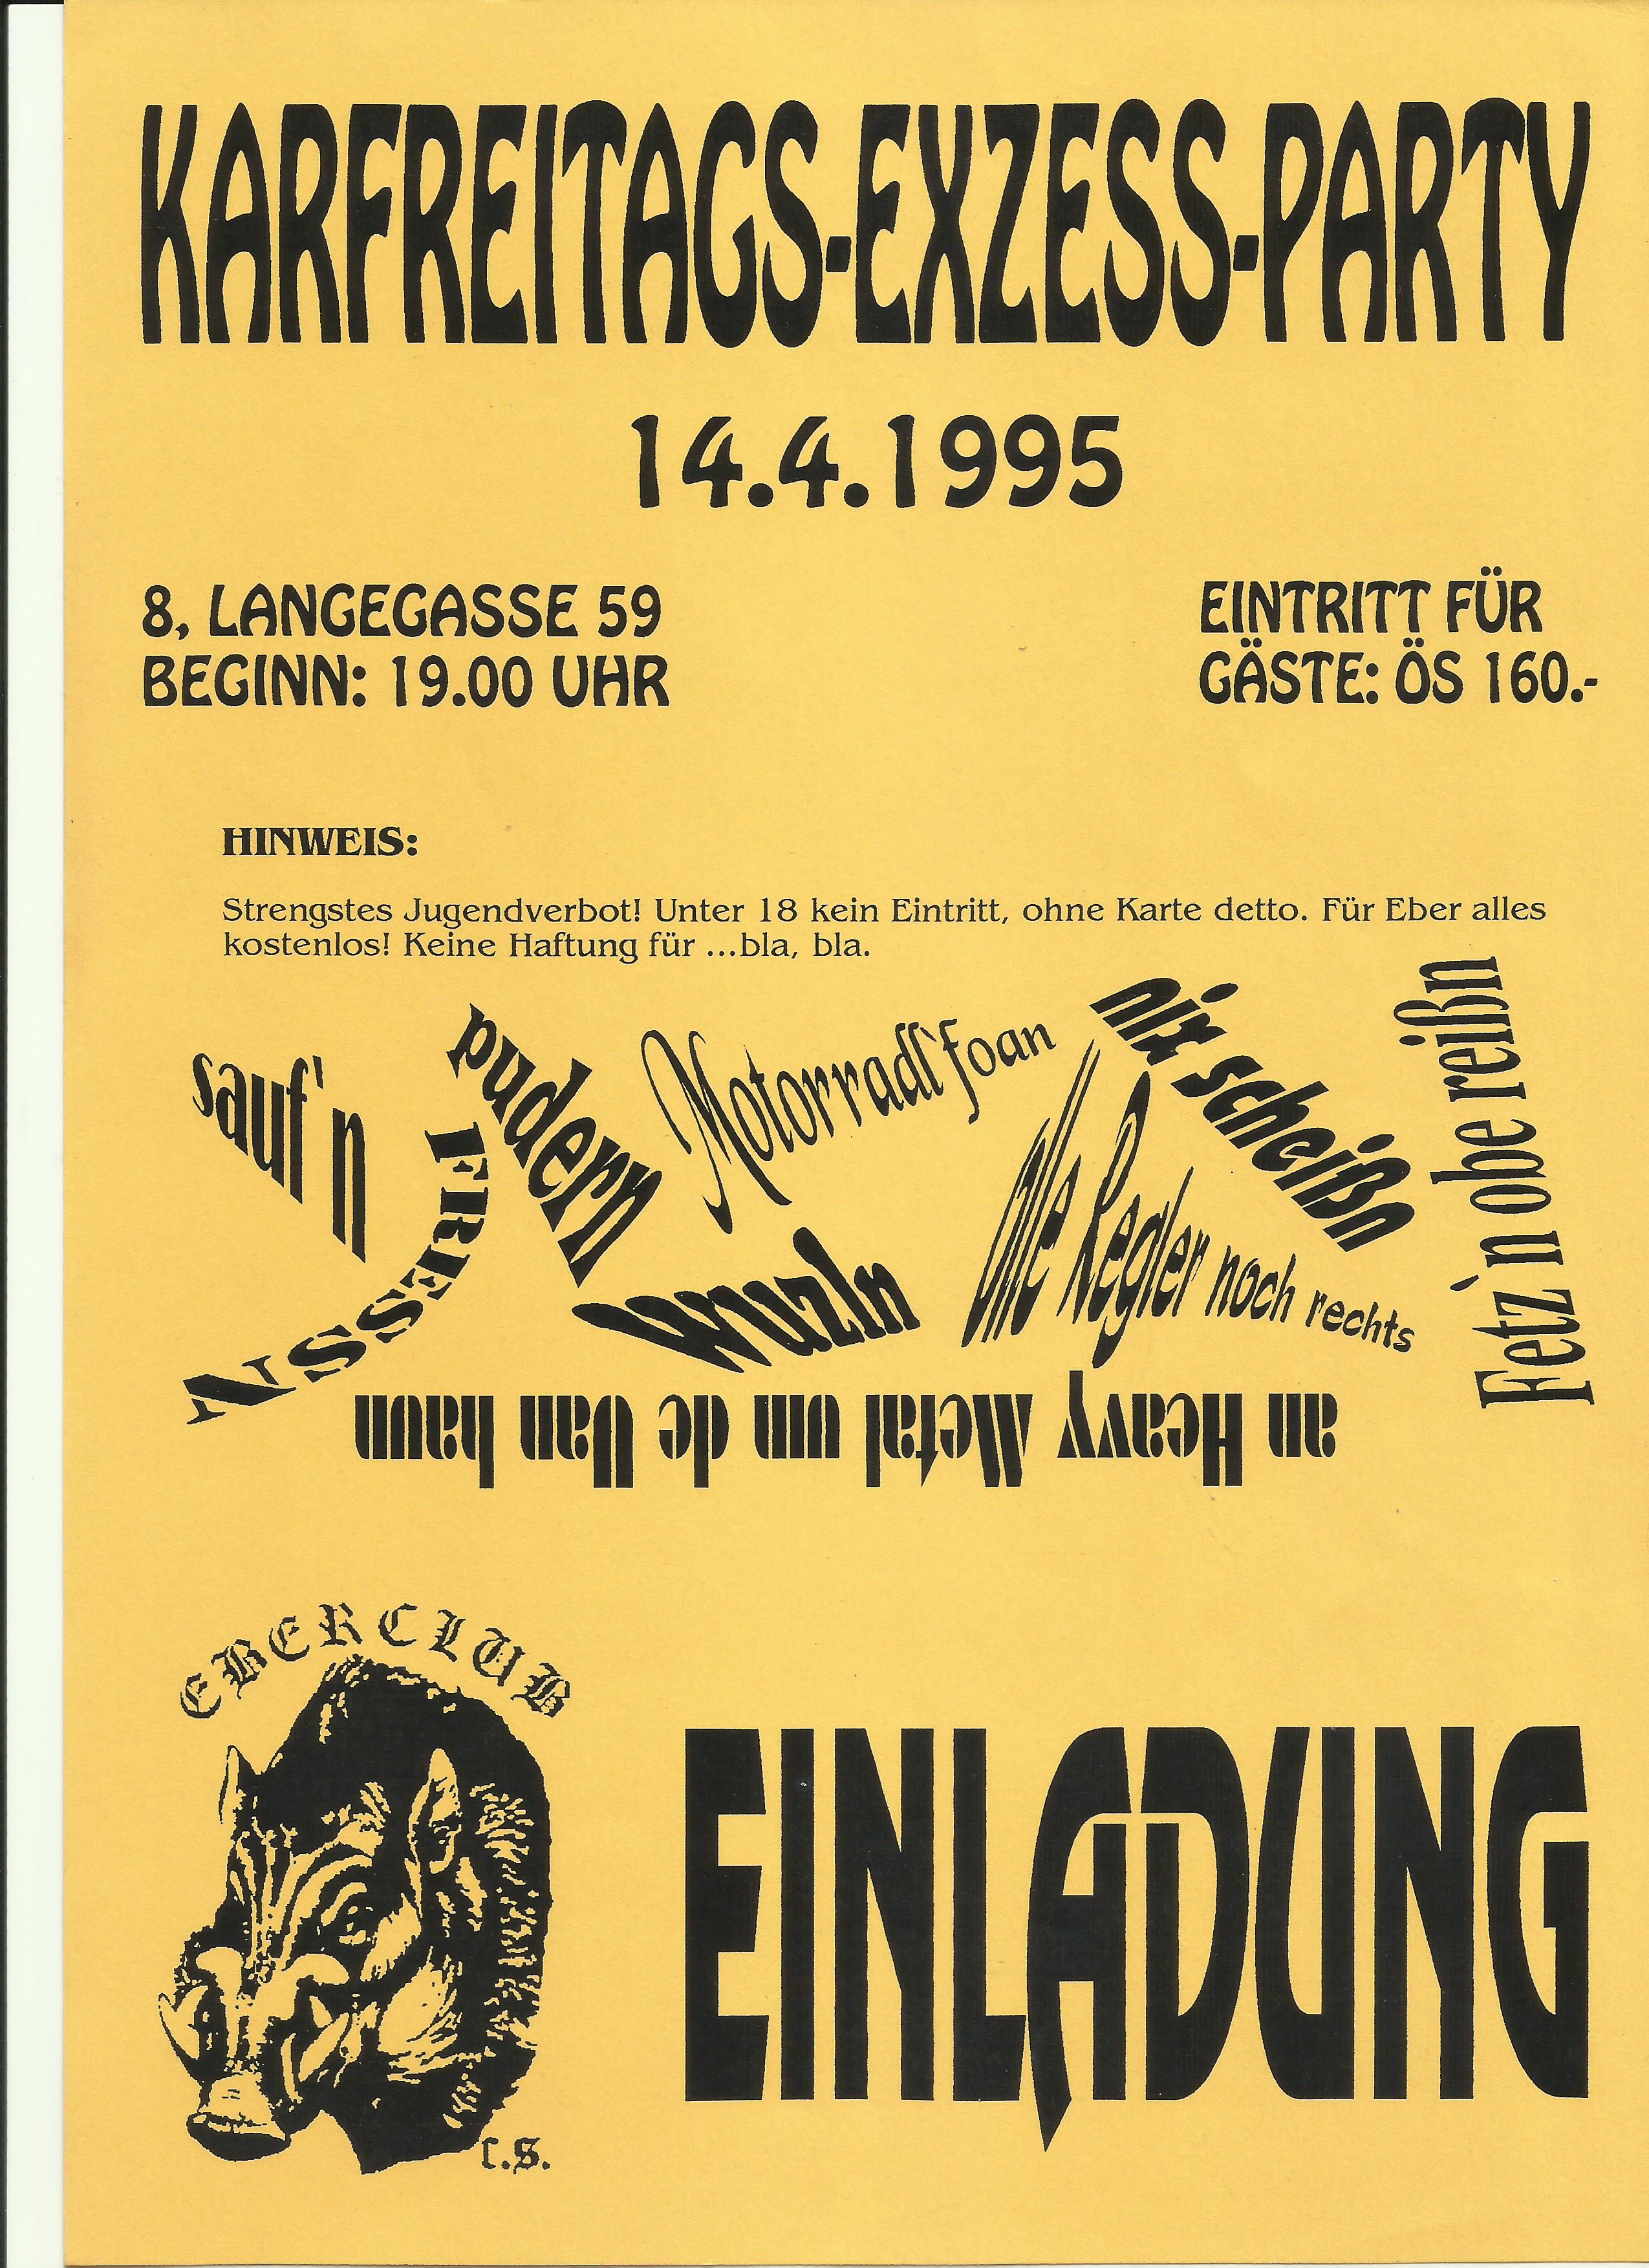 KARFREITAGS-EXZESS-PARTY
14.4.1995
8, LANGEGASSE 59
BEGINN: 19.00 UHR
EINTRITT FÜR
GÄSTE: ÖS 160.-
HINWEIS:
Strengstes Jugendverbot! Unter 18 kein Eintritt, ohne Karte detto. Für Eber alles
kostenlos! Keine Haftung für ...bla, bla.
sauf'n
pudern
Motorradl'foan
nix scheißn
Fetz'n obe reißn
FRESSN
wuzln
alle Regler noch rechts
an Heavy Metal um de Uan haun
EBERCLUB
C.S.
EINLADUNG